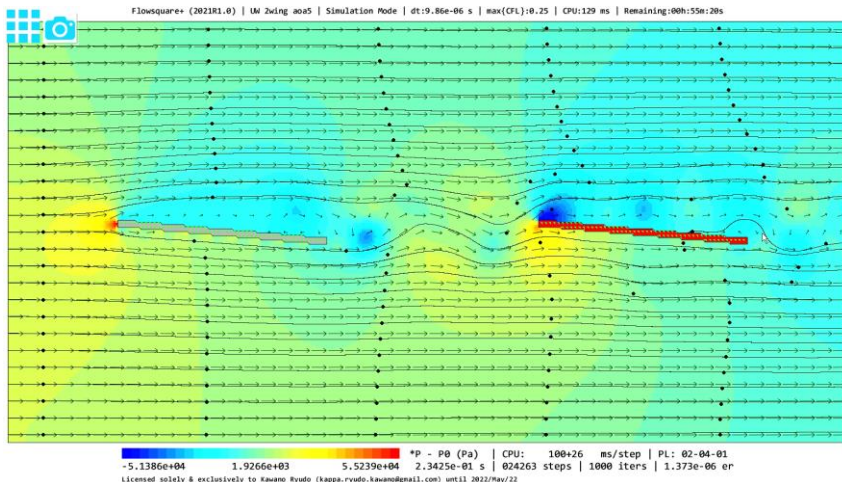 Flowsquare+ (2021R1.0) | UW 2wing aoa5 | Simulation Mode | dt:9.86e-06 s | max(CFL):0.25 | CPU:129 ms | Remaining:00h:55m:20s
*P - P0 (Pa) | CPU: 100+26 ms/step | PL: 02-04-01
-5.1386e+04 1.9266e+03 5.5239e+04 2.3425e-01 s | 024263 steps | 1000 iters | 1.373e-06 er
Licensed solely & exclusively to Kawano Ryudo (kappa.ryudo.kawano@gmail.com) until 2022/May/22